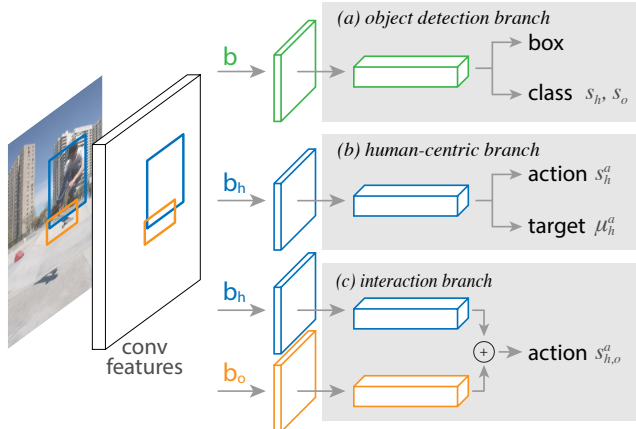 (a) object detection branch
b
box
class s_h, s_o
(b) human-centric branch
b_h
action s_h^a
target μ_h^a
(c) interaction branch
b_h
conv
features
+
action s_{h,o}^a
b_o